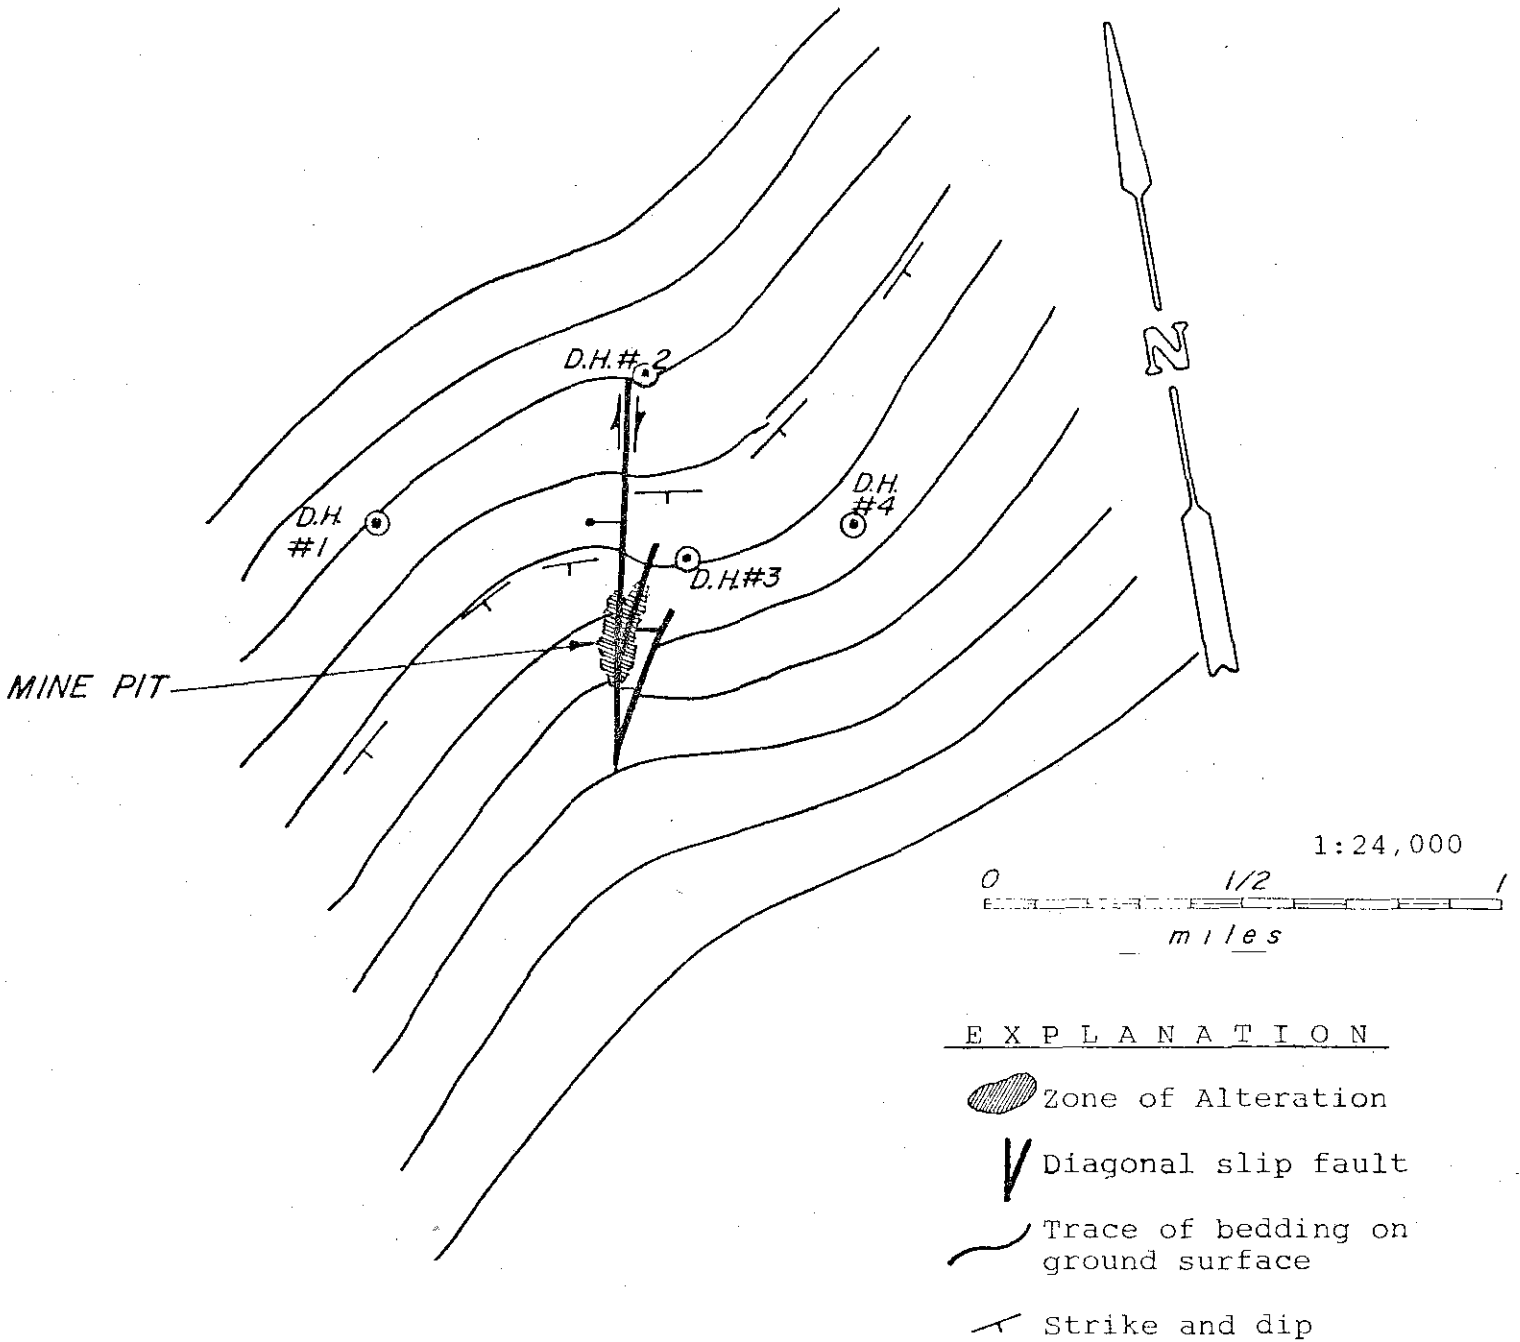 D.H. # 2
D.H.
#1
D.H.
#4
D.H.#3
MINE PIT
N
1:24,000
0 1/2 1
miles
EXPLANATION
Zone of Alteration
Diagonal slip fault
Trace of bedding on
ground surface
Strike and dip